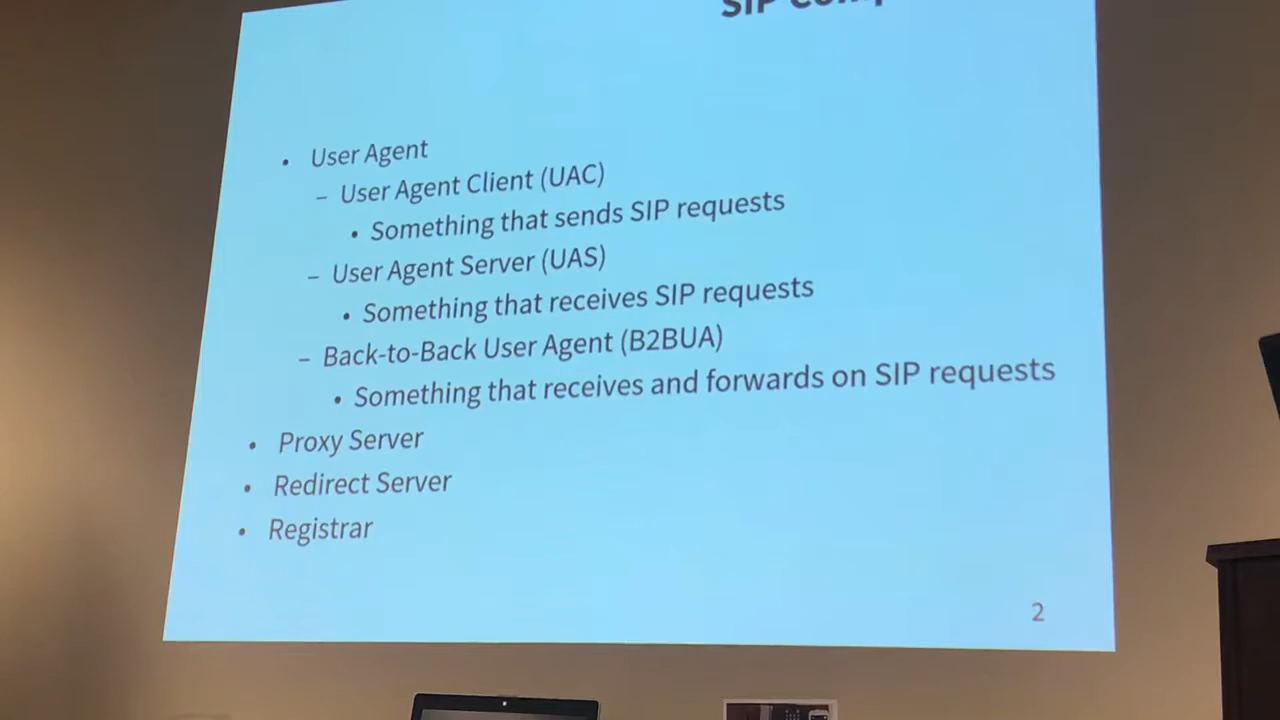 SIP
• User Agent
– User Agent Client (UAC)
• Something that sends SIP requests
– User Agent Server (UAS)
• Something that receives SIP requests
– Back-to-Back User Agent (B2BUA)
• Something that receives and forwards on SIP requests
• Proxy Server
• Redirect Server
• Registrar
2